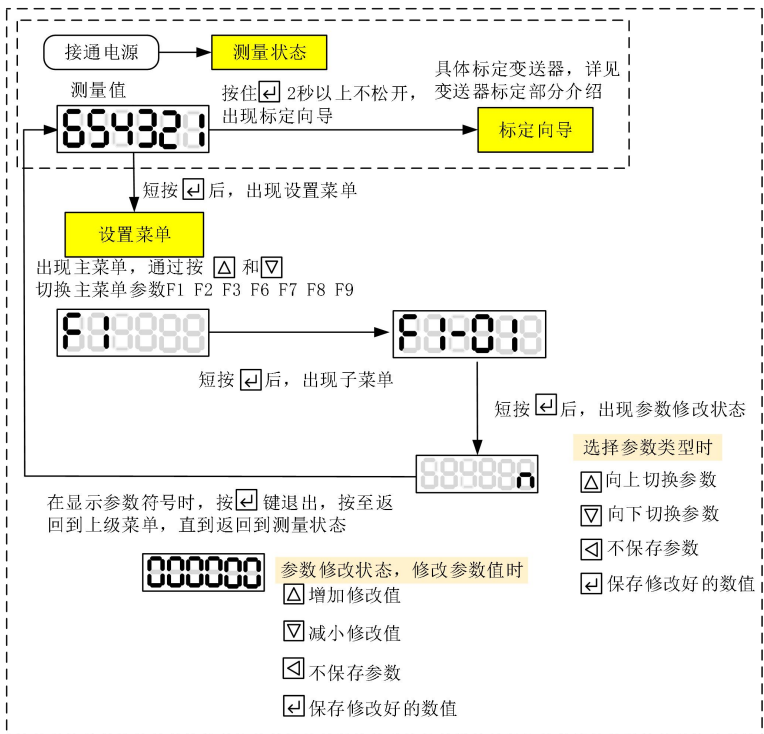 接通电源
测量状态
测量值
654321
按住 2秒以上不松开，
出现标定向导
具体标定变送器，详见
变送器标定部分介绍
标定向导
短按 后，出现设置菜单
设置菜单
出现主菜单，通过按 △ 和 ▽
切换主菜单参数F1 F2 F3 F6 F7 F8 F9
F1
F1-01
短按 后，出现子菜单
短按 后，出现参数修改状态
n
选择参数类型时
△ 向上切换参数
▽ 向下切换参数
◁ 不保存参数
↵ 保存修改好的数值
在显示参数符号时，按 ↵ 键退出，按至返
回到上级菜单，直到返回到测量状态
000000
参数修改状态，修改参数值时
△ 增加修改值
▽ 减小修改值
◁ 不保存参数
↵ 保存修改好的数值